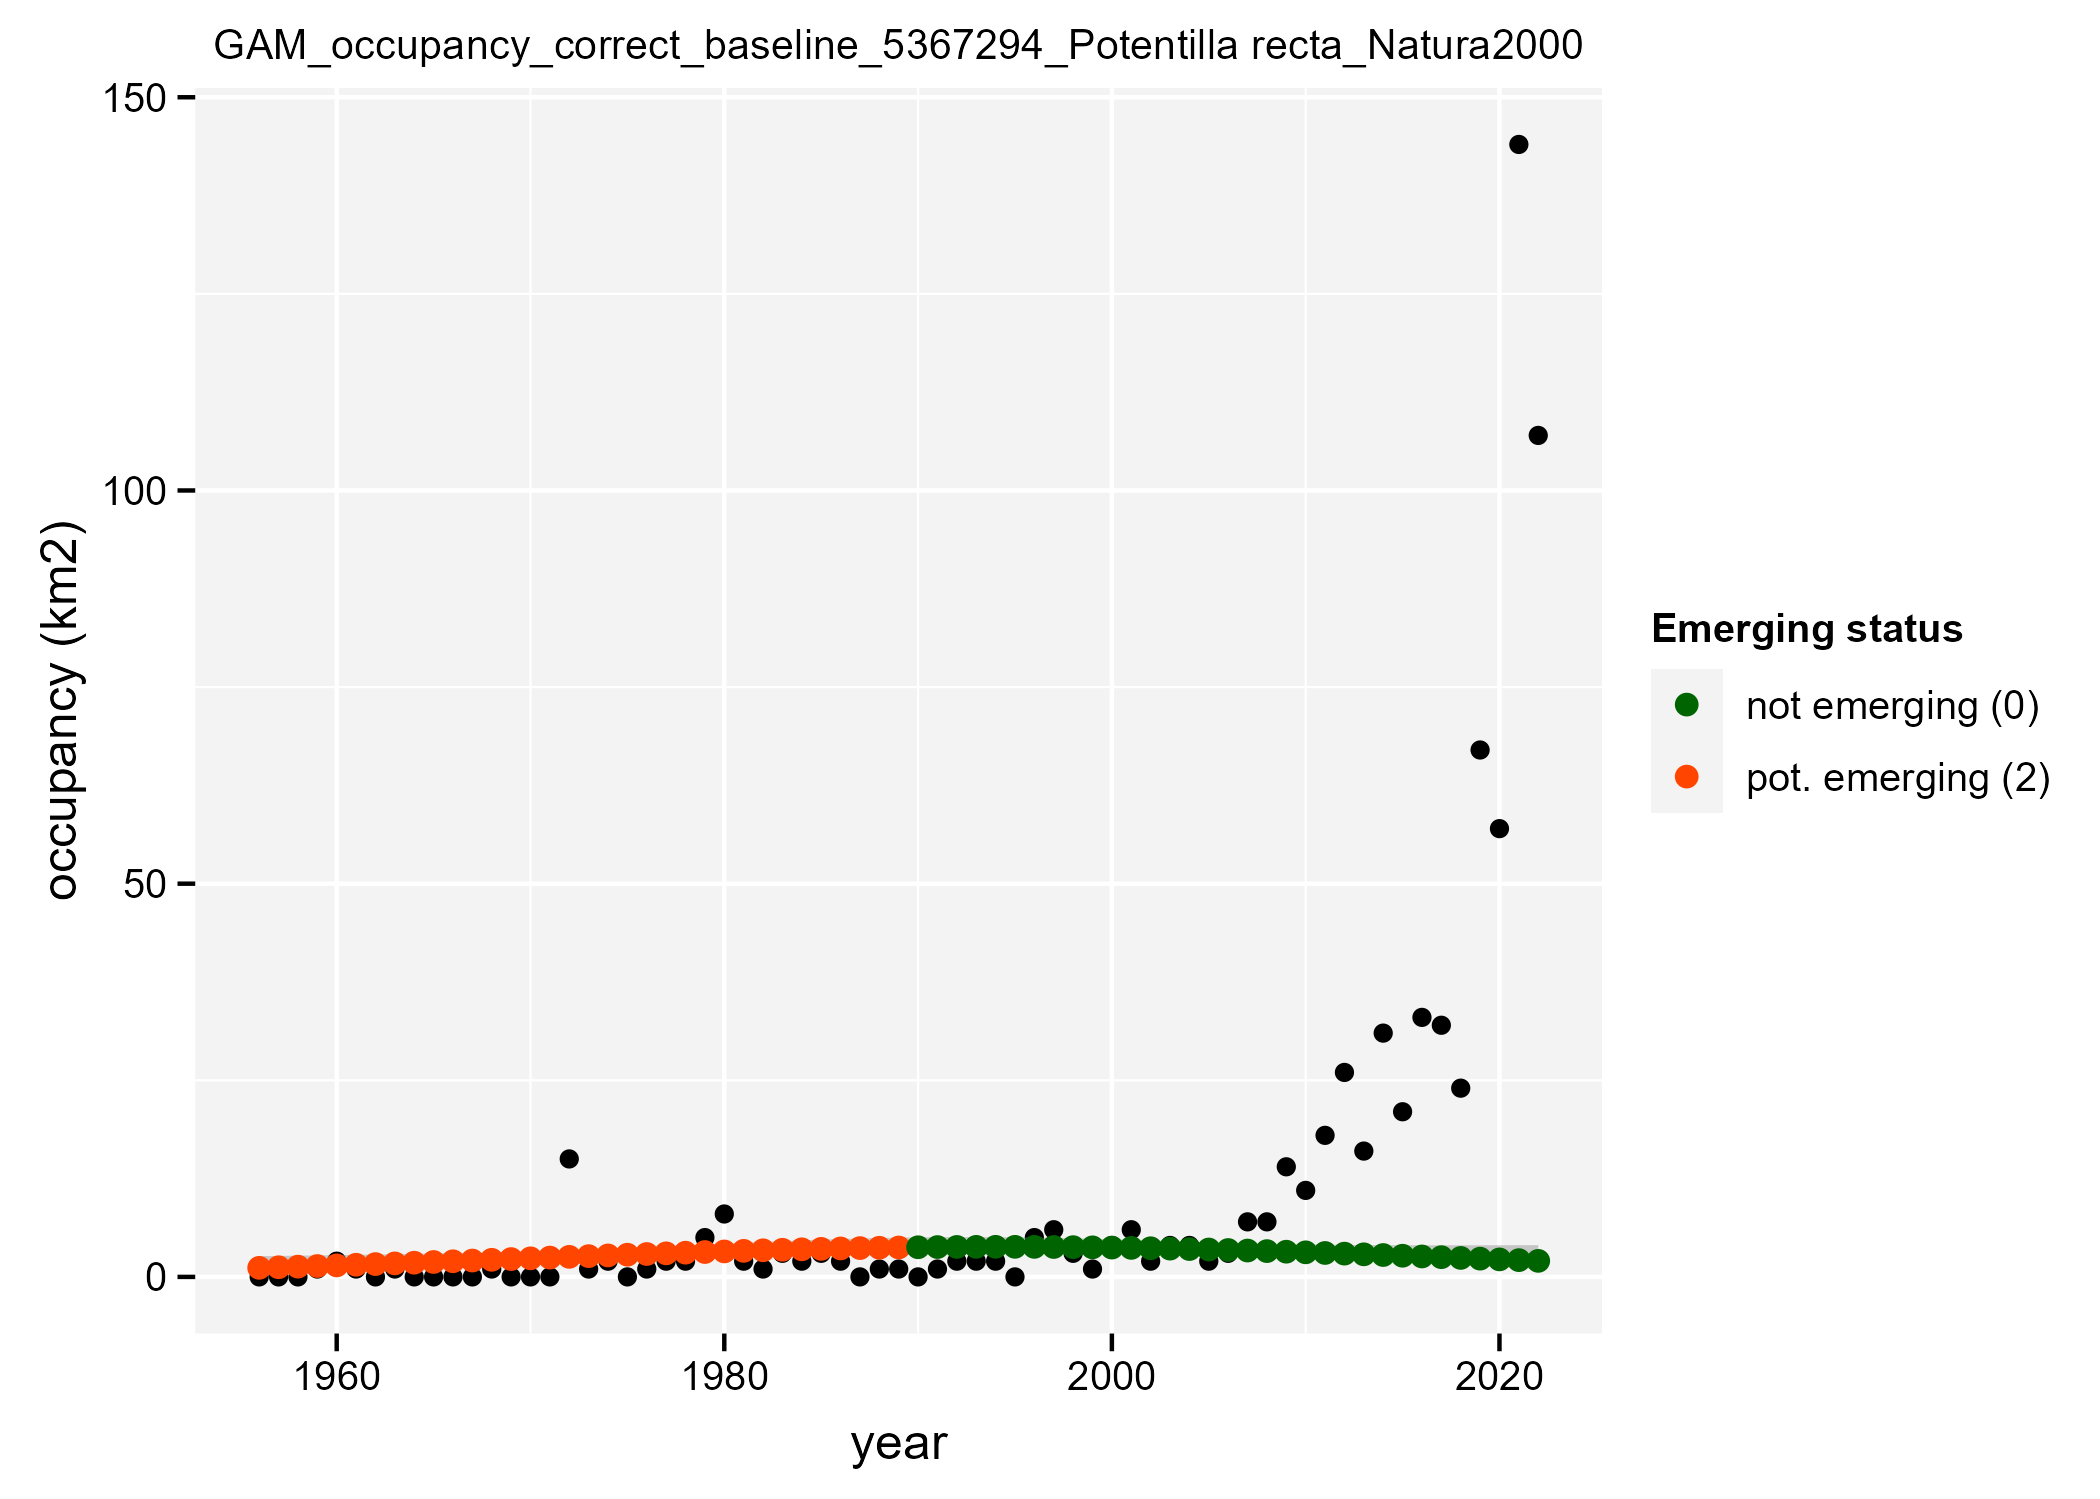 GAM_occupancy_correct_baseline_5367294_Potentilla recta_Natura2000
150
100
50
0
occupancy (km2)
1960
1980
2000
2020
year
Emerging status
not emerging (0)
pot. emerging (2)